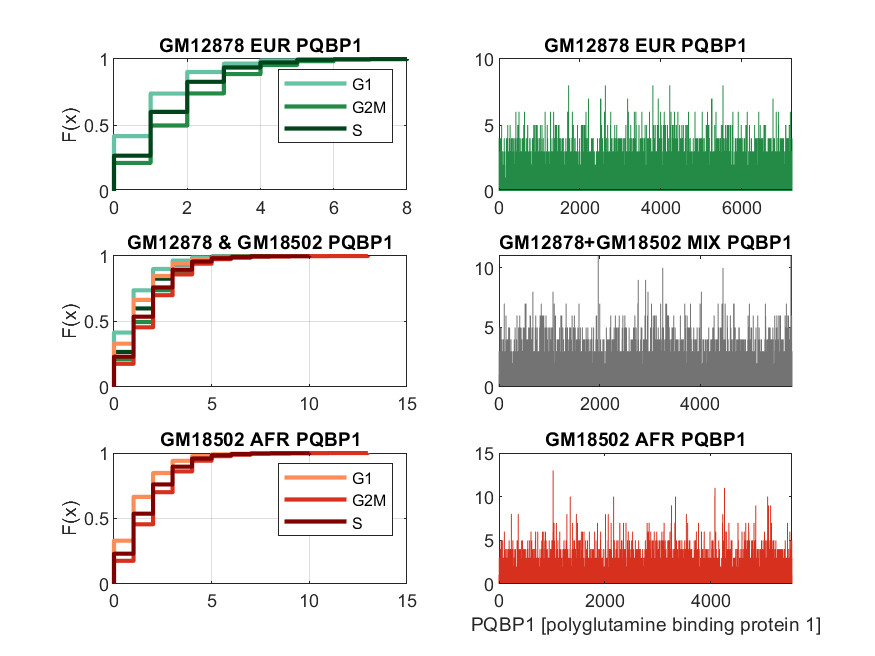 GM12878 EUR PQBP1
F(x)
1
0.5
0
0 2 4 6 8
G1
G2M
S
GM12878 EUR PQBP1
10
5
0
0 2000 4000 6000
GM12878 & GM18502 PQBP1
F(x)
1
0.5
0
0 5 10 15
GM12878+GM18502 MIX PQBP1
10
5
0
0 2000 4000
GM18502 AFR PQBP1
F(x)
1
0.5
0
0 5 10 15
G1
G2M
S
GM18502 AFR PQBP1
15
10
5
0
0 2000 4000
PQBP1 [polyglutamine binding protein 1]